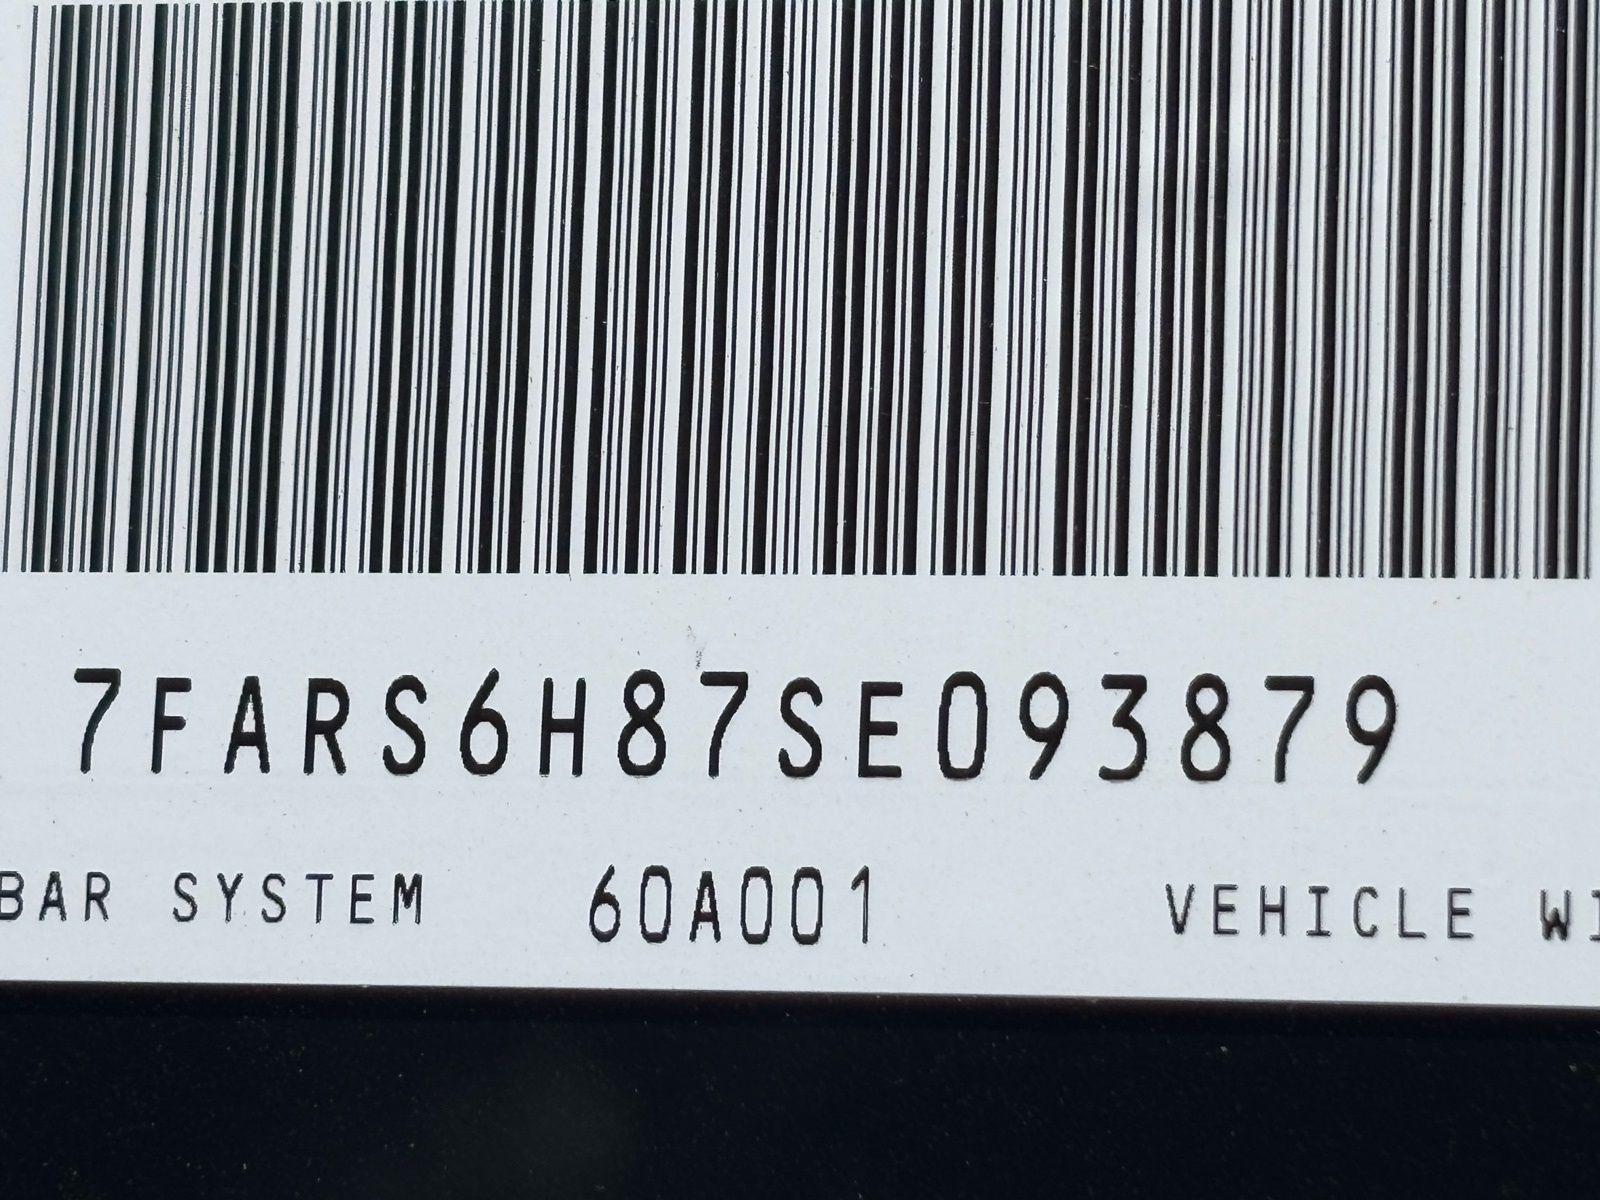 7FARS6H87SE093879
BAR SYSTEM 60A001 VEHICLE